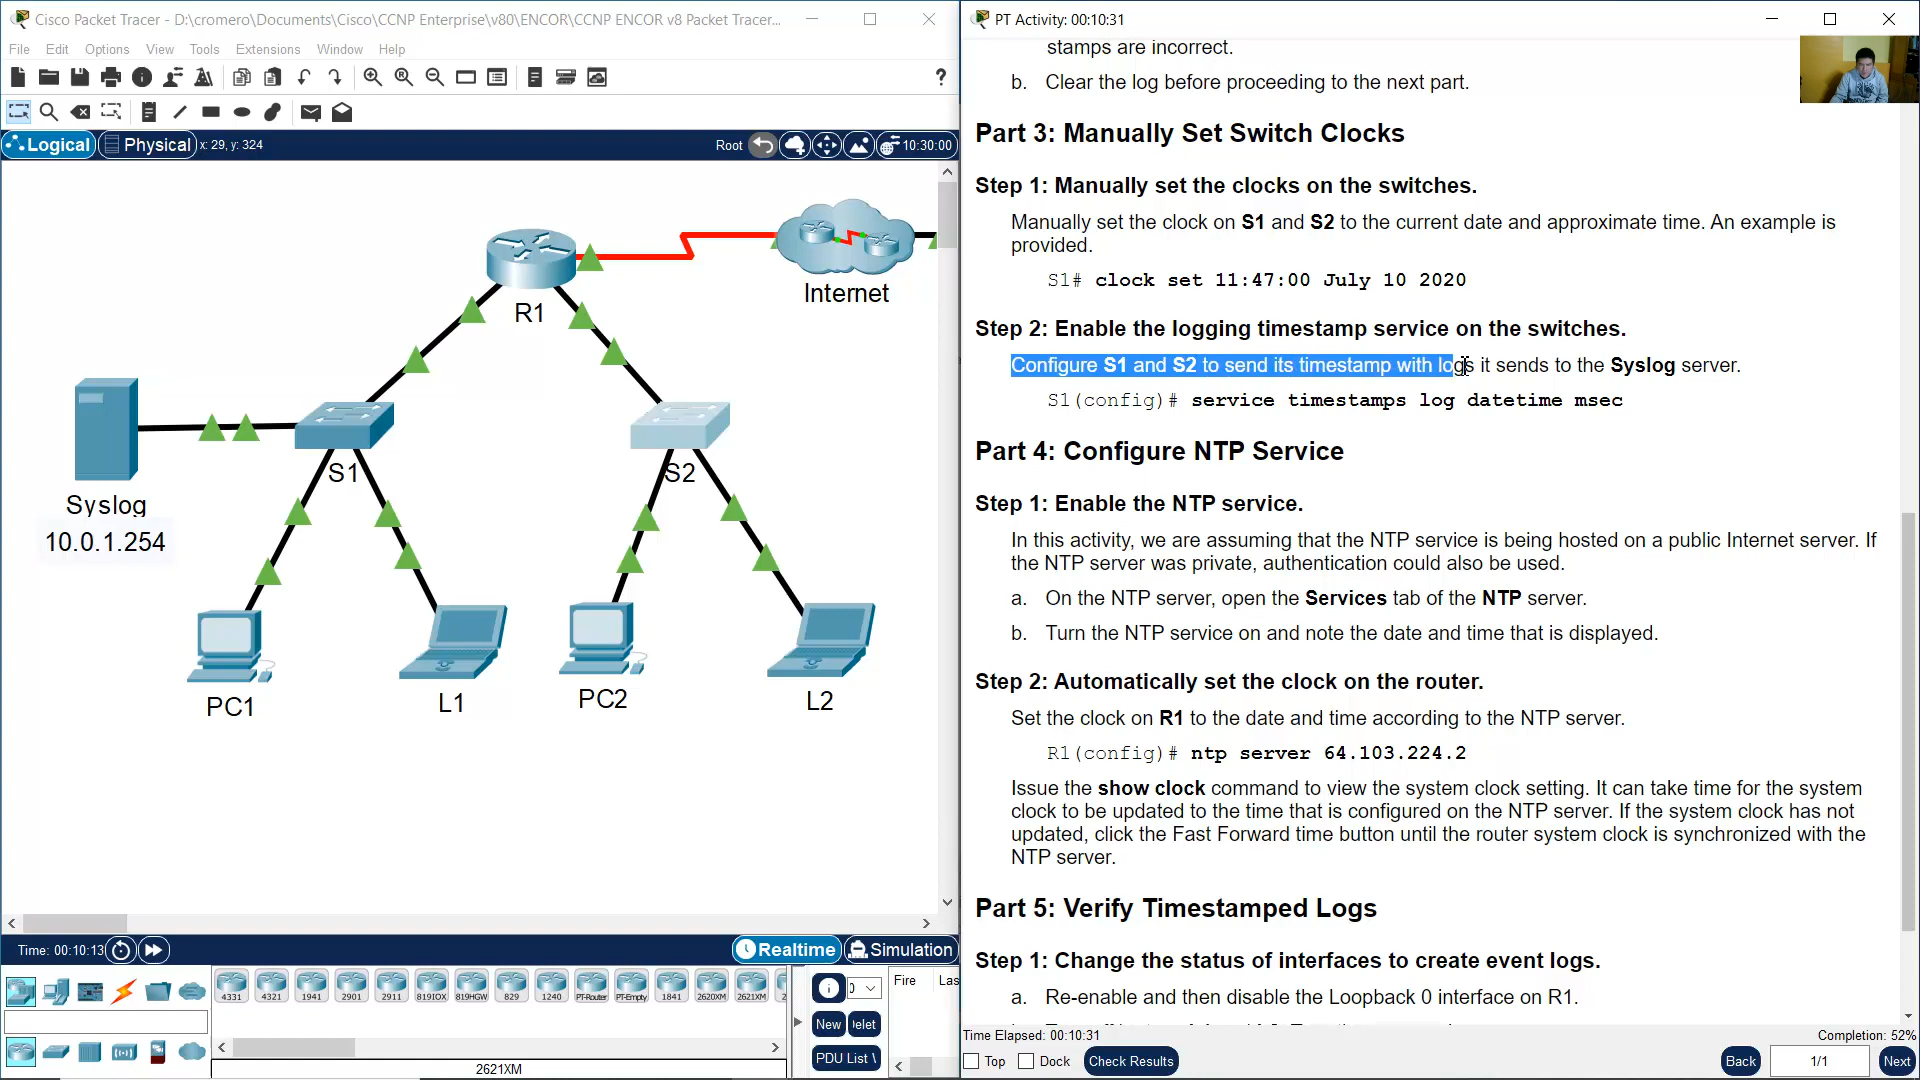 Cisco Packet Tracer - D:\cromero\Documents\Cisco\CCNP Enterprise\v80\ENCOR\CCNP ENCOR v8 Packet Tracer...
File Edit Options View Tools Extensions Window Help
Logical Physical x: 29, y: 324
Root 10:30:00
R1
Internet
S1
S2
Syslog
10.0.1.254
PC1
L1
PC2
L2
Time: 00:10:13
Realtime Simulation
4331 4321 1941 2901 2911 819IOX 819HGW 829 1240 PT-Router PT-Empty 1841 2620XM 2621XM
2621XM
Fire Las
New elet
PDU List
PT Activity: 00:10:31
stamps are incorrect.
b. Clear the log before proceeding to the next part.
Part 3: Manually Set Switch Clocks
Step 1: Manually set the clocks on the switches.
Manually set the clock on S1 and S2 to the current date and approximate time. An example is
provided.
S1# clock set 11:47:00 July 10 2020
Step 2: Enable the logging timestamp service on the switches.
Configure S1 and S2 to send its timestamp with logs it sends to the Syslog server.
S1(config)# service timestamps log datetime msec
Part 4: Configure NTP Service
Step 1: Enable the NTP service.
In this activity, we are assuming that the NTP service is being hosted on a public Internet server. If
the NTP server was private, authentication could also be used.
a. On the NTP server, open the Services tab of the NTP server.
b. Turn the NTP service on and note the date and time that is displayed.
Step 2: Automatically set the clock on the router.
Set the clock on R1 to the date and time according to the NTP server.
R1(config)# ntp server 64.103.224.2
Issue the show clock command to view the system clock setting. It can take time for the system
clock to be updated to the time that is configured on the NTP server. If the system clock has not
updated, click the Fast Forward time button until the router system clock is synchronized with the
NTP server.
Part 5: Verify Timestamped Logs
Step 1: Change the status of interfaces to create event logs.
a. Re-enable and then disable the Loopback 0 interface on R1.
Time Elapsed: 00:10:31 Completion: 52%
Top Dock Check Results Back 1/1 Next